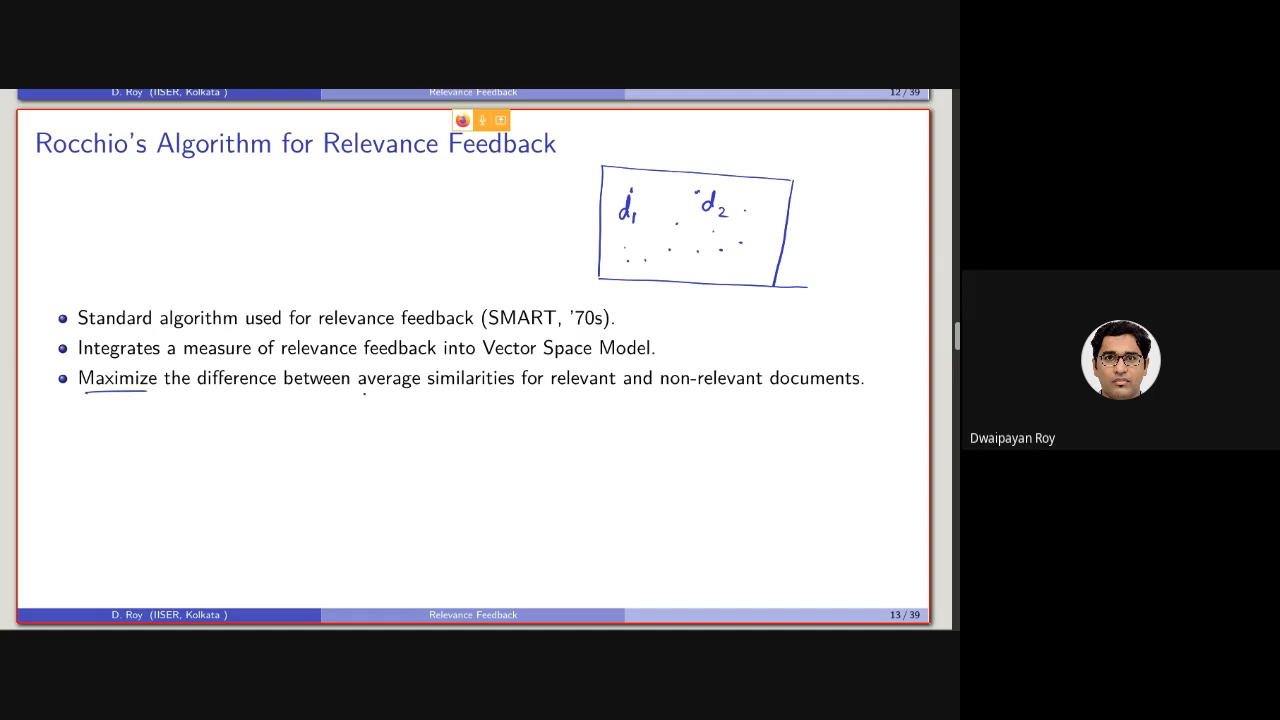 D. Roy (IISER, Kolkata )
Relevance Feedback
12 / 39
Rocchio's Algorithm for Relevance Feedback
d1
d2
Standard algorithm used for relevance feedback (SMART, '70s).
Integrates a measure of relevance feedback into Vector Space Model.
Maximize the difference between average similarities for relevant and non-relevant documents.
Dwaipayan Roy
D. Roy (IISER, Kolkata )
Relevance Feedback
13 / 39